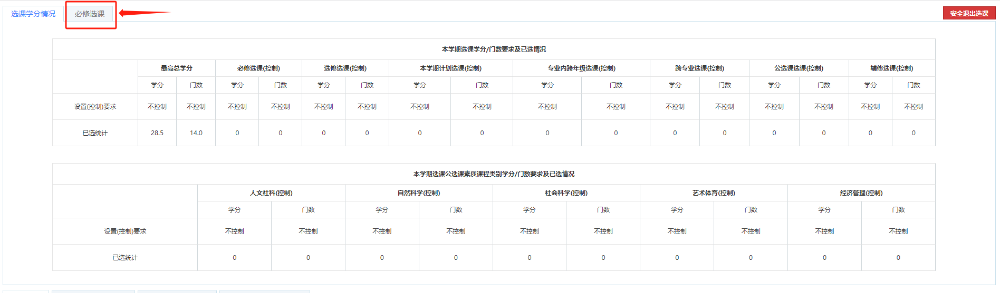 选课学分情况 必修选课 安全退出选课
本学期选课学分/门数要求及已选情况
最高总学分 必修选课(控制) 选修选课(控制) 本学期计划选课(控制) 专业内跨年级选课(控制) 跨专业选课(控制) 公选课选课(控制) 辅修选课(控制)
学分 门数 学分 门数 学分 门数 学分 门数 学分 门数 学分 门数 学分 门数 学分 门数
设置(控制)要求 不控制 不控制 不控制 不控制 不控制 不控制 不控制 不控制 不控制 不控制 不控制 不控制 不控制 不控制 不控制 不控制
已选统计 28.5 14.0 0 0 0 0 0 0 0 0 0 0 0 0 0 0
本学期选课公选课素质课程类别学分/门数要求及已选情况
人文社科(控制) 自然科学(控制) 社会科学(控制) 艺术体育(控制) 经济管理(控制)
学分 门数 学分 门数 学分 门数 学分 门数 学分 门数
设置(控制)要求 不控制 不控制 不控制 不控制 不控制 不控制 不控制 不控制 不控制 不控制
已选统计 0 0 0 0 0 0 0 0 0 0